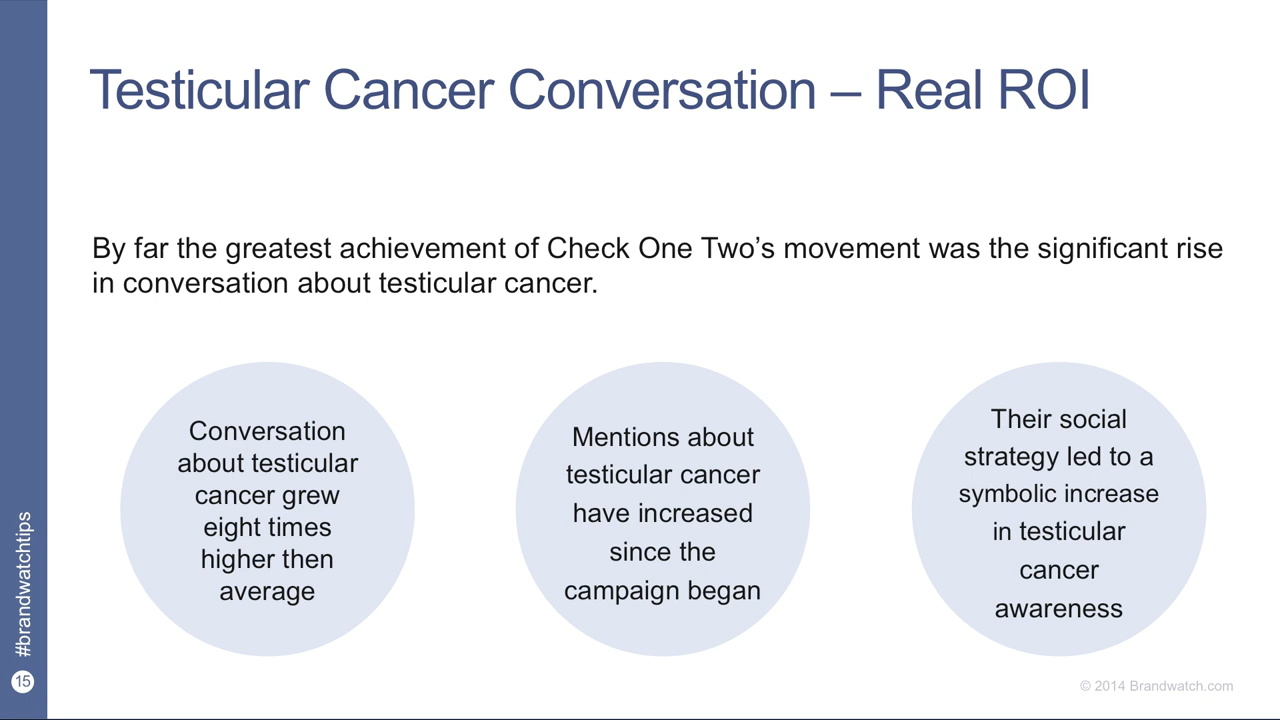 Testicular Cancer Conversation – Real ROI
By far the greatest achievement of Check One Two’s movement was the significant rise
in conversation about testicular cancer.
Conversation
about testicular
cancer grew
eight times
higher then
average
Mentions about
testicular cancer
have increased
since the
campaign began
Their social
strategy led to a
symbolic increase
in testicular
cancer
awareness
#brandwatchtips
15
© 2014 Brandwatch.com